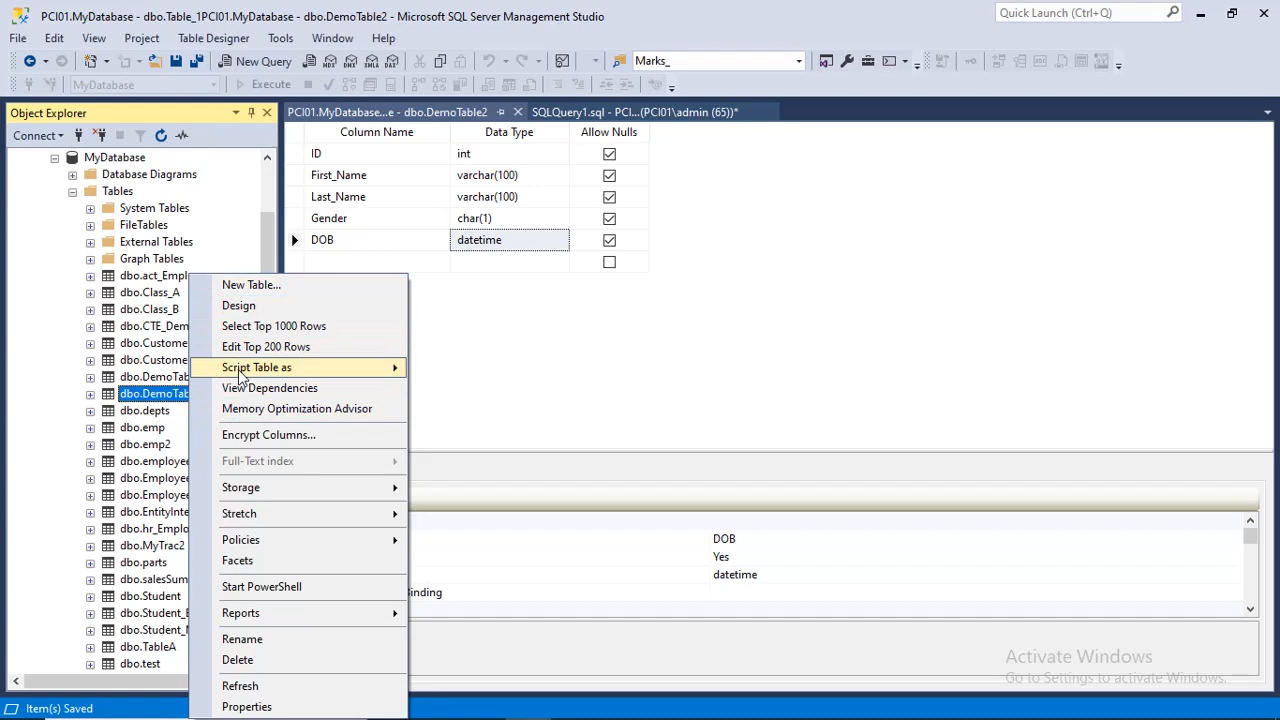 PCI01.MyDatabase - dbo.Table_1PCI01.MyDatabase - dbo.DemoTable2 - Microsoft SQL Server Management Studio
Quick Launch (Ctrl+Q)
File Edit View Project Table Designer Tools Window Help
New Query
Marks_
MyDatabase
Execute
Object Explorer
PCI01.MyDatabase...e - dbo.DemoTable2
SQLQuery1.sql - PCI...(PCI01\admin (65))*
Connect
MyDatabase
Database Diagrams
Tables
System Tables
FileTables
External Tables
Graph Tables
dbo.act_Empl
dbo.Class_A
dbo.Class_B
dbo.CTE_Dem
dbo.Custome
dbo.Custome
dbo.DemoTab
dbo.DemoTab
dbo.depts
dbo.emp
dbo.emp2
dbo.employee
dbo.Employee
dbo.Employee
dbo.EntityInte
dbo.hr_Emplo
dbo.MyTrac2
dbo.parts
dbo.salesSum
dbo.Student
dbo.Student_
dbo.Student_
dbo.TableA
dbo.test
Column Name Data Type Allow Nulls
ID int
First_Name varchar(100)
Last_Name varchar(100)
Gender char(1)
DOB datetime
New Table...
Design
Select Top 1000 Rows
Edit Top 200 Rows
Script Table as
View Dependencies
Memory Optimization Advisor
Encrypt Columns...
Full-Text index
Storage
Stretch
Policies
Facets
Start PowerShell
Reports
Rename
Delete
Refresh
Properties
DOB
Yes
datetime
Binding
Activate Windows
Go to Settings to activate Windows.
Item(s) Saved